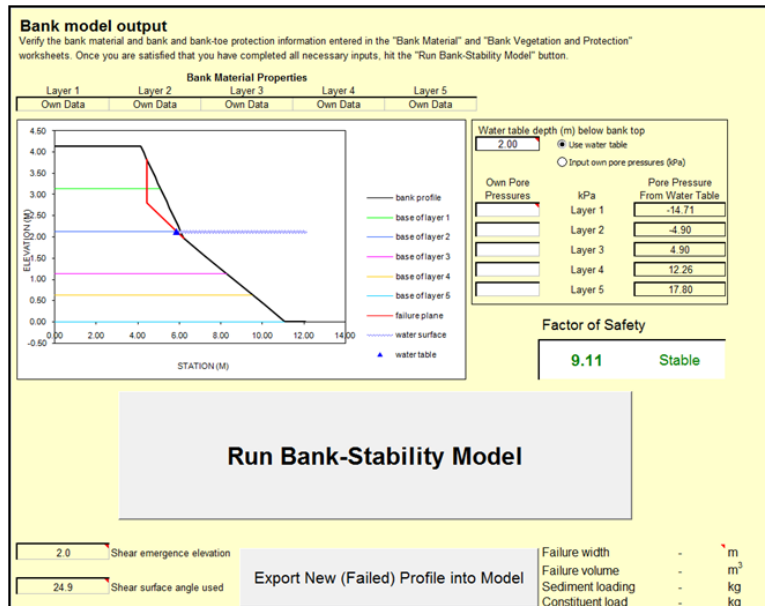 Bank model output
Verify the bank material and bank and bank-toe protection information entered in the "Bank Material" and "Bank Vegetation and Protection"
worksheets. Once you are satisfied that you have completed all necessary inputs, hit the "Run Bank-Stability Model" button.
Bank Material Properties
Layer 1 Layer 2 Layer 3 Layer 4 Layer 5
Own Data Own Data Own Data Own Data Own Data
4.50
4.00
3.50
3.00
2.50
2.00
1.50
1.00
0.50
0.00
-0.50
ELEVATION (M)
0.00 2.00 4.00 6.00 8.00 10.00 12.00 14.00
STATION (M)
bank profile
base of layer 1
base of layer 2
base of layer 3
base of layer 4
base of layer 5
failure plane
water surface
water table
Water table depth (m) below bank top
2.00 Use water table
Input own pore pressures (kPa)
Own Pore Pressures kPa Pore Pressure From Water Table
Layer 1 -14.71
Layer 2 -4.90
Layer 3 4.90
Layer 4 12.26
Layer 5 17.80
Factor of Safety
9.11 Stable
Run Bank-Stability Model
2.0 Shear emergence elevation
24.9 Shear surface angle used
Export New (Failed) Profile into Model
Failure width - m
Failure volume - m³
Sediment loading - kg
Constituent load - kg